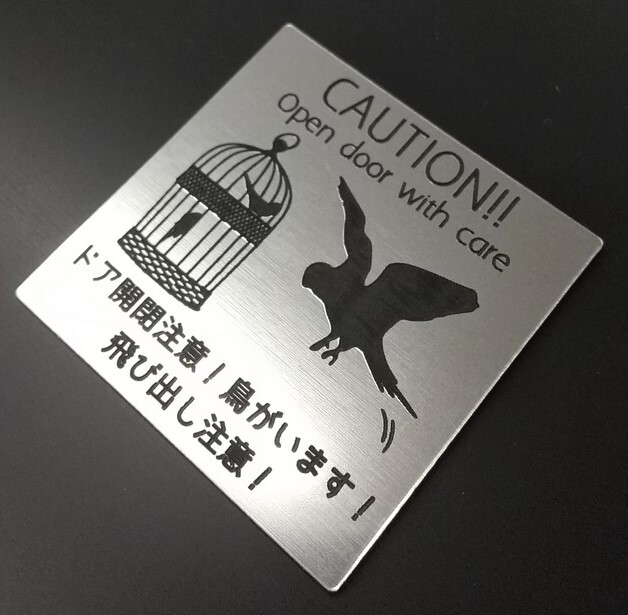 CAUTION!!
Open door with care
ドア開閉注意！鳥がいます！
飛び出し注意！